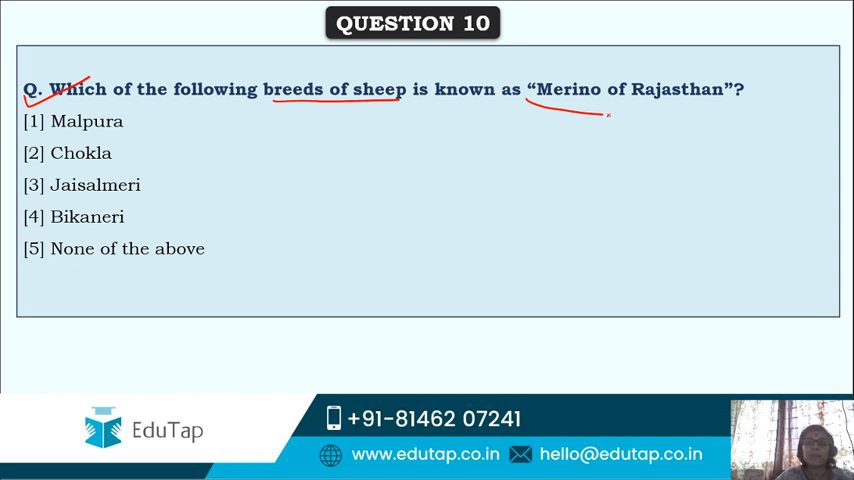 QUESTION 10
Q. Which of the following breeds of sheep is known as “Merino of Rajasthan”?
[1] Malpura
[2] Chokla
[3] Jaisalmeri
[4] Bikaneri
[5] None of the above
EduTap
+91-81462 07241
www.edutap.co.in hello@edutap.co.in